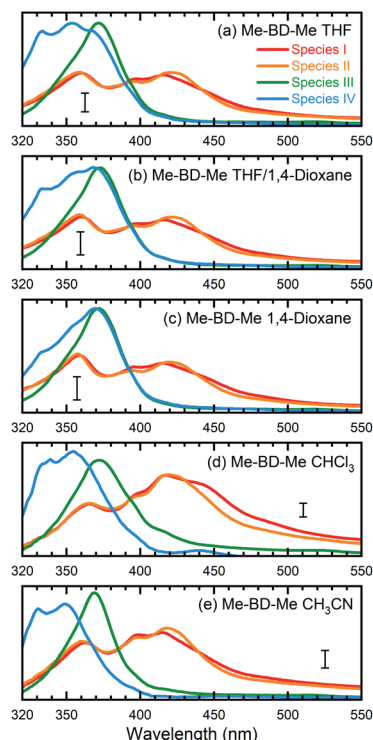 (a) Me-BD-Me THF
Species I
Species II
Species III
Species IV
320 350 400 450 500 550
(b) Me-BD-Me THF/1,4-Dioxane
320 350 400 450 500 550
(c) Me-BD-Me 1,4-Dioxane
320 350 400 450 500 550
(d) Me-BD-Me CHCl₃
320 350 400 450 500 550
(e) Me-BD-Me CH₃CN
320 350 400 450 500 550
Wavelength (nm)